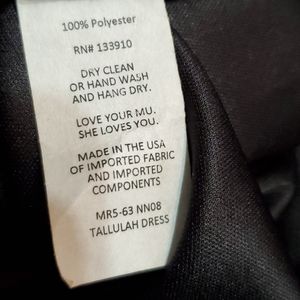 100% Polyester
RN# 133910
DRY CLEAN
OR HAND WASH
AND HANG DRY.
LOVE YOUR MU.
SHE LOVES YOU.
MADE IN THE USA
OF IMPORTED FABRIC
AND IMPORTED
COMPONENTS
MR5-63 NN08
TALLULAH DRESS